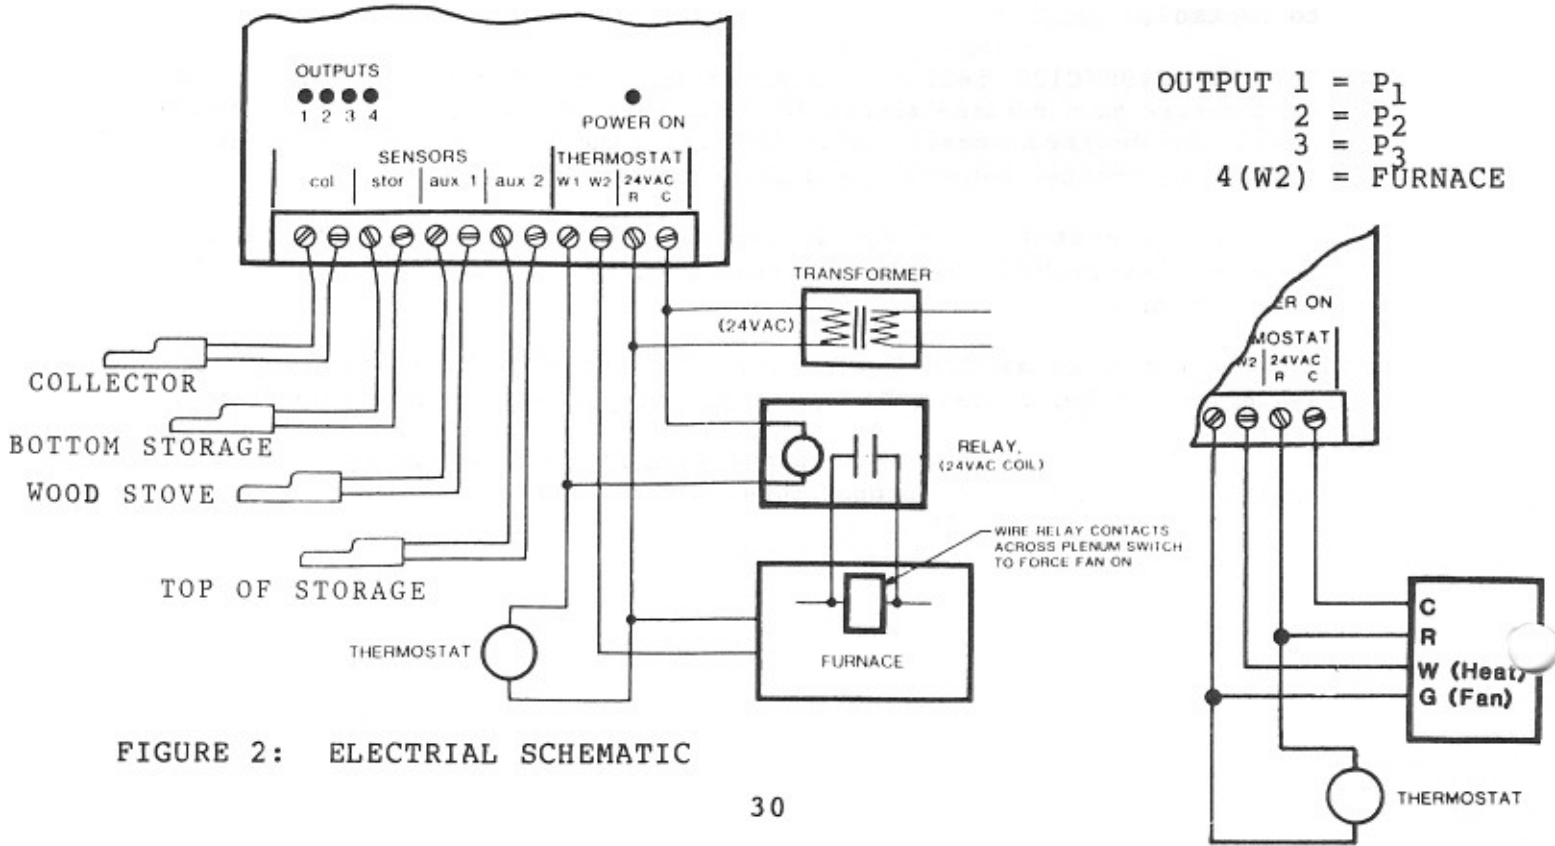 OUTPUTS
1 2 3 4
POWER ON
SENSORS
THERMOSTAT
col stor aux 1 aux 2 W1 W2 24VAC
R C
OUTPUT 1 = P1
2 = P2
3 = P3
4(W2) = FURNACE
TRANSFORMER
(24VAC)
COLLECTOR
BOTTOM STORAGE
WOOD STOVE
TOP OF STORAGE
RELAY.
(24VAC COIL)
WIRE RELAY CONTACTS
ACROSS PLENUM SWITCH
TO FORCE FAN ON
THERMOSTAT
FURNACE
ER ON
MOSTAT
W2 24VAC
R C
C
R
W (Heat)
G (Fan)
THERMOSTAT
FIGURE 2: ELECTRIAL SCHEMATIC
30